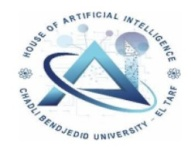 HOUSE OF ARTIFICIAL INTELLIGENCE
CHADLI BENDJEDID UNIVERSITY - EL TARF